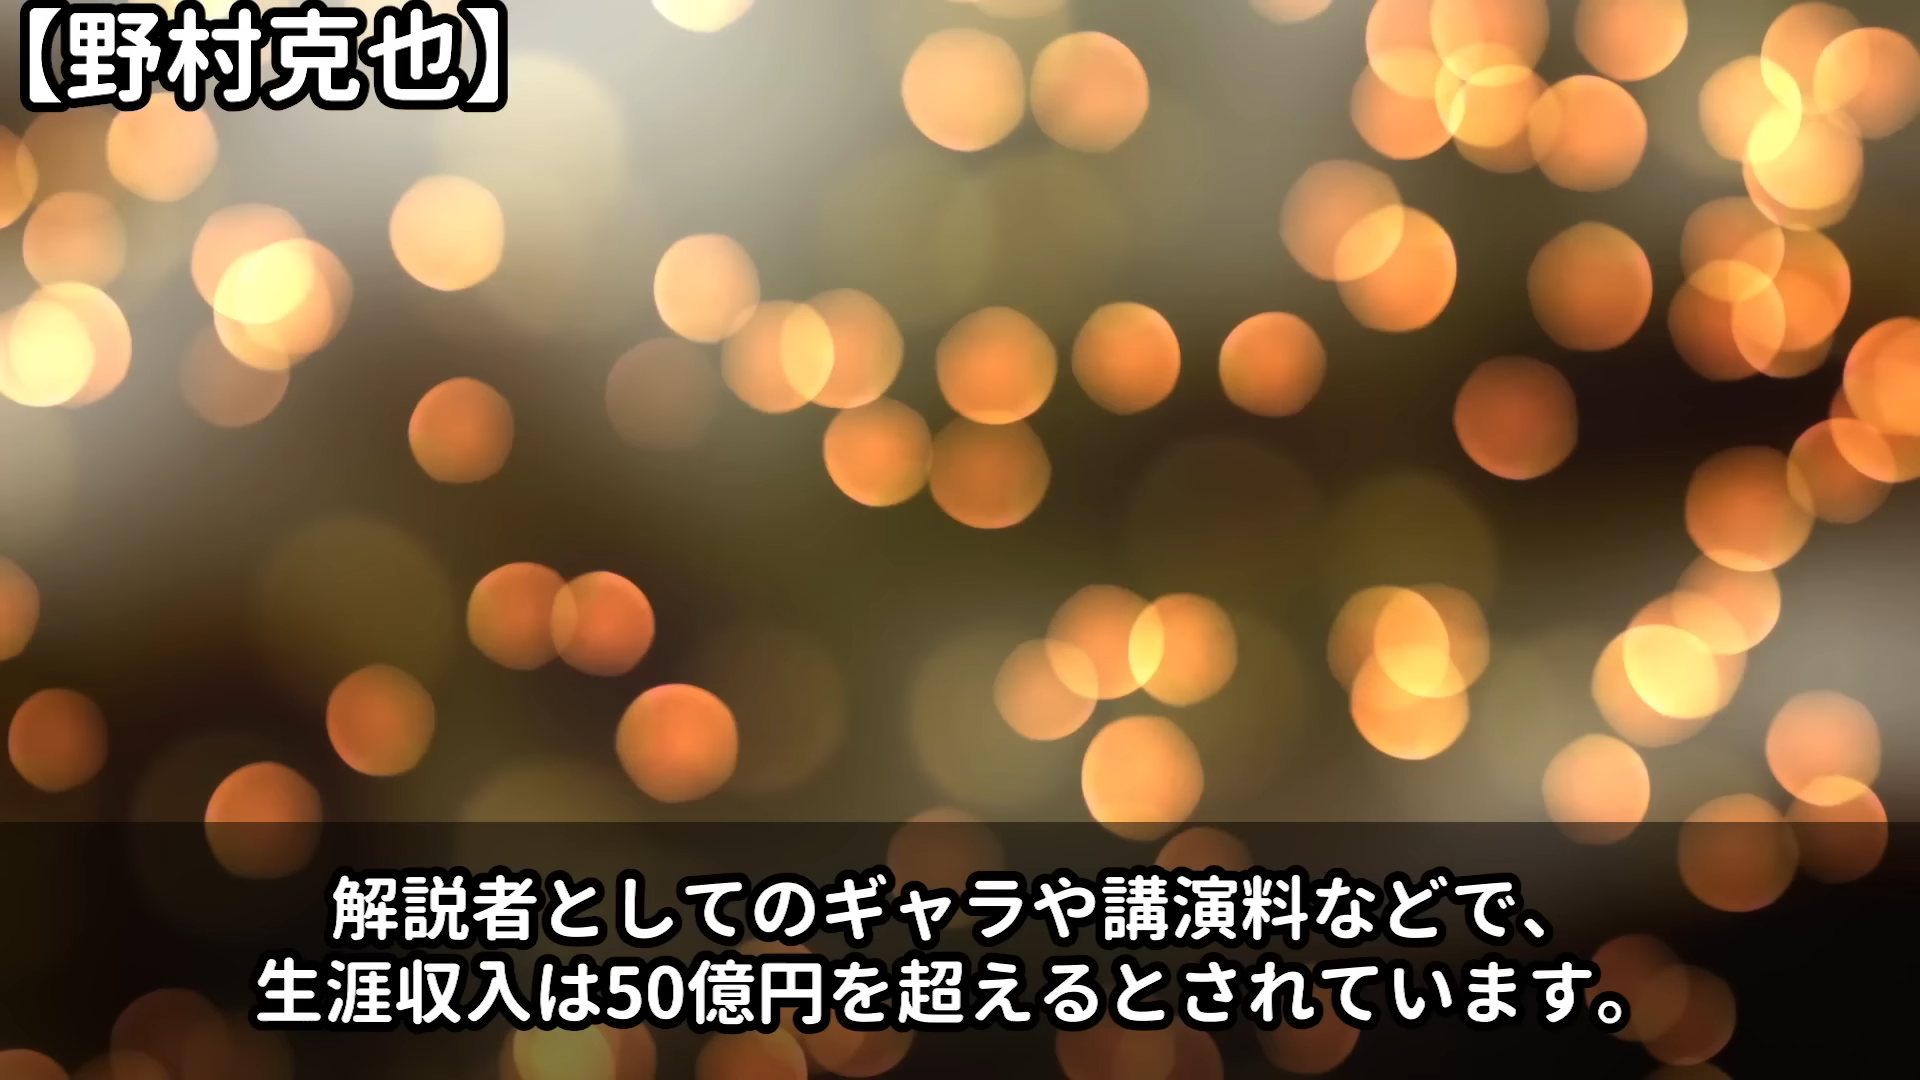 【野村克也】
解説者としてのギャラや講演料などで、
生涯収入は50億円を超えるとされています。